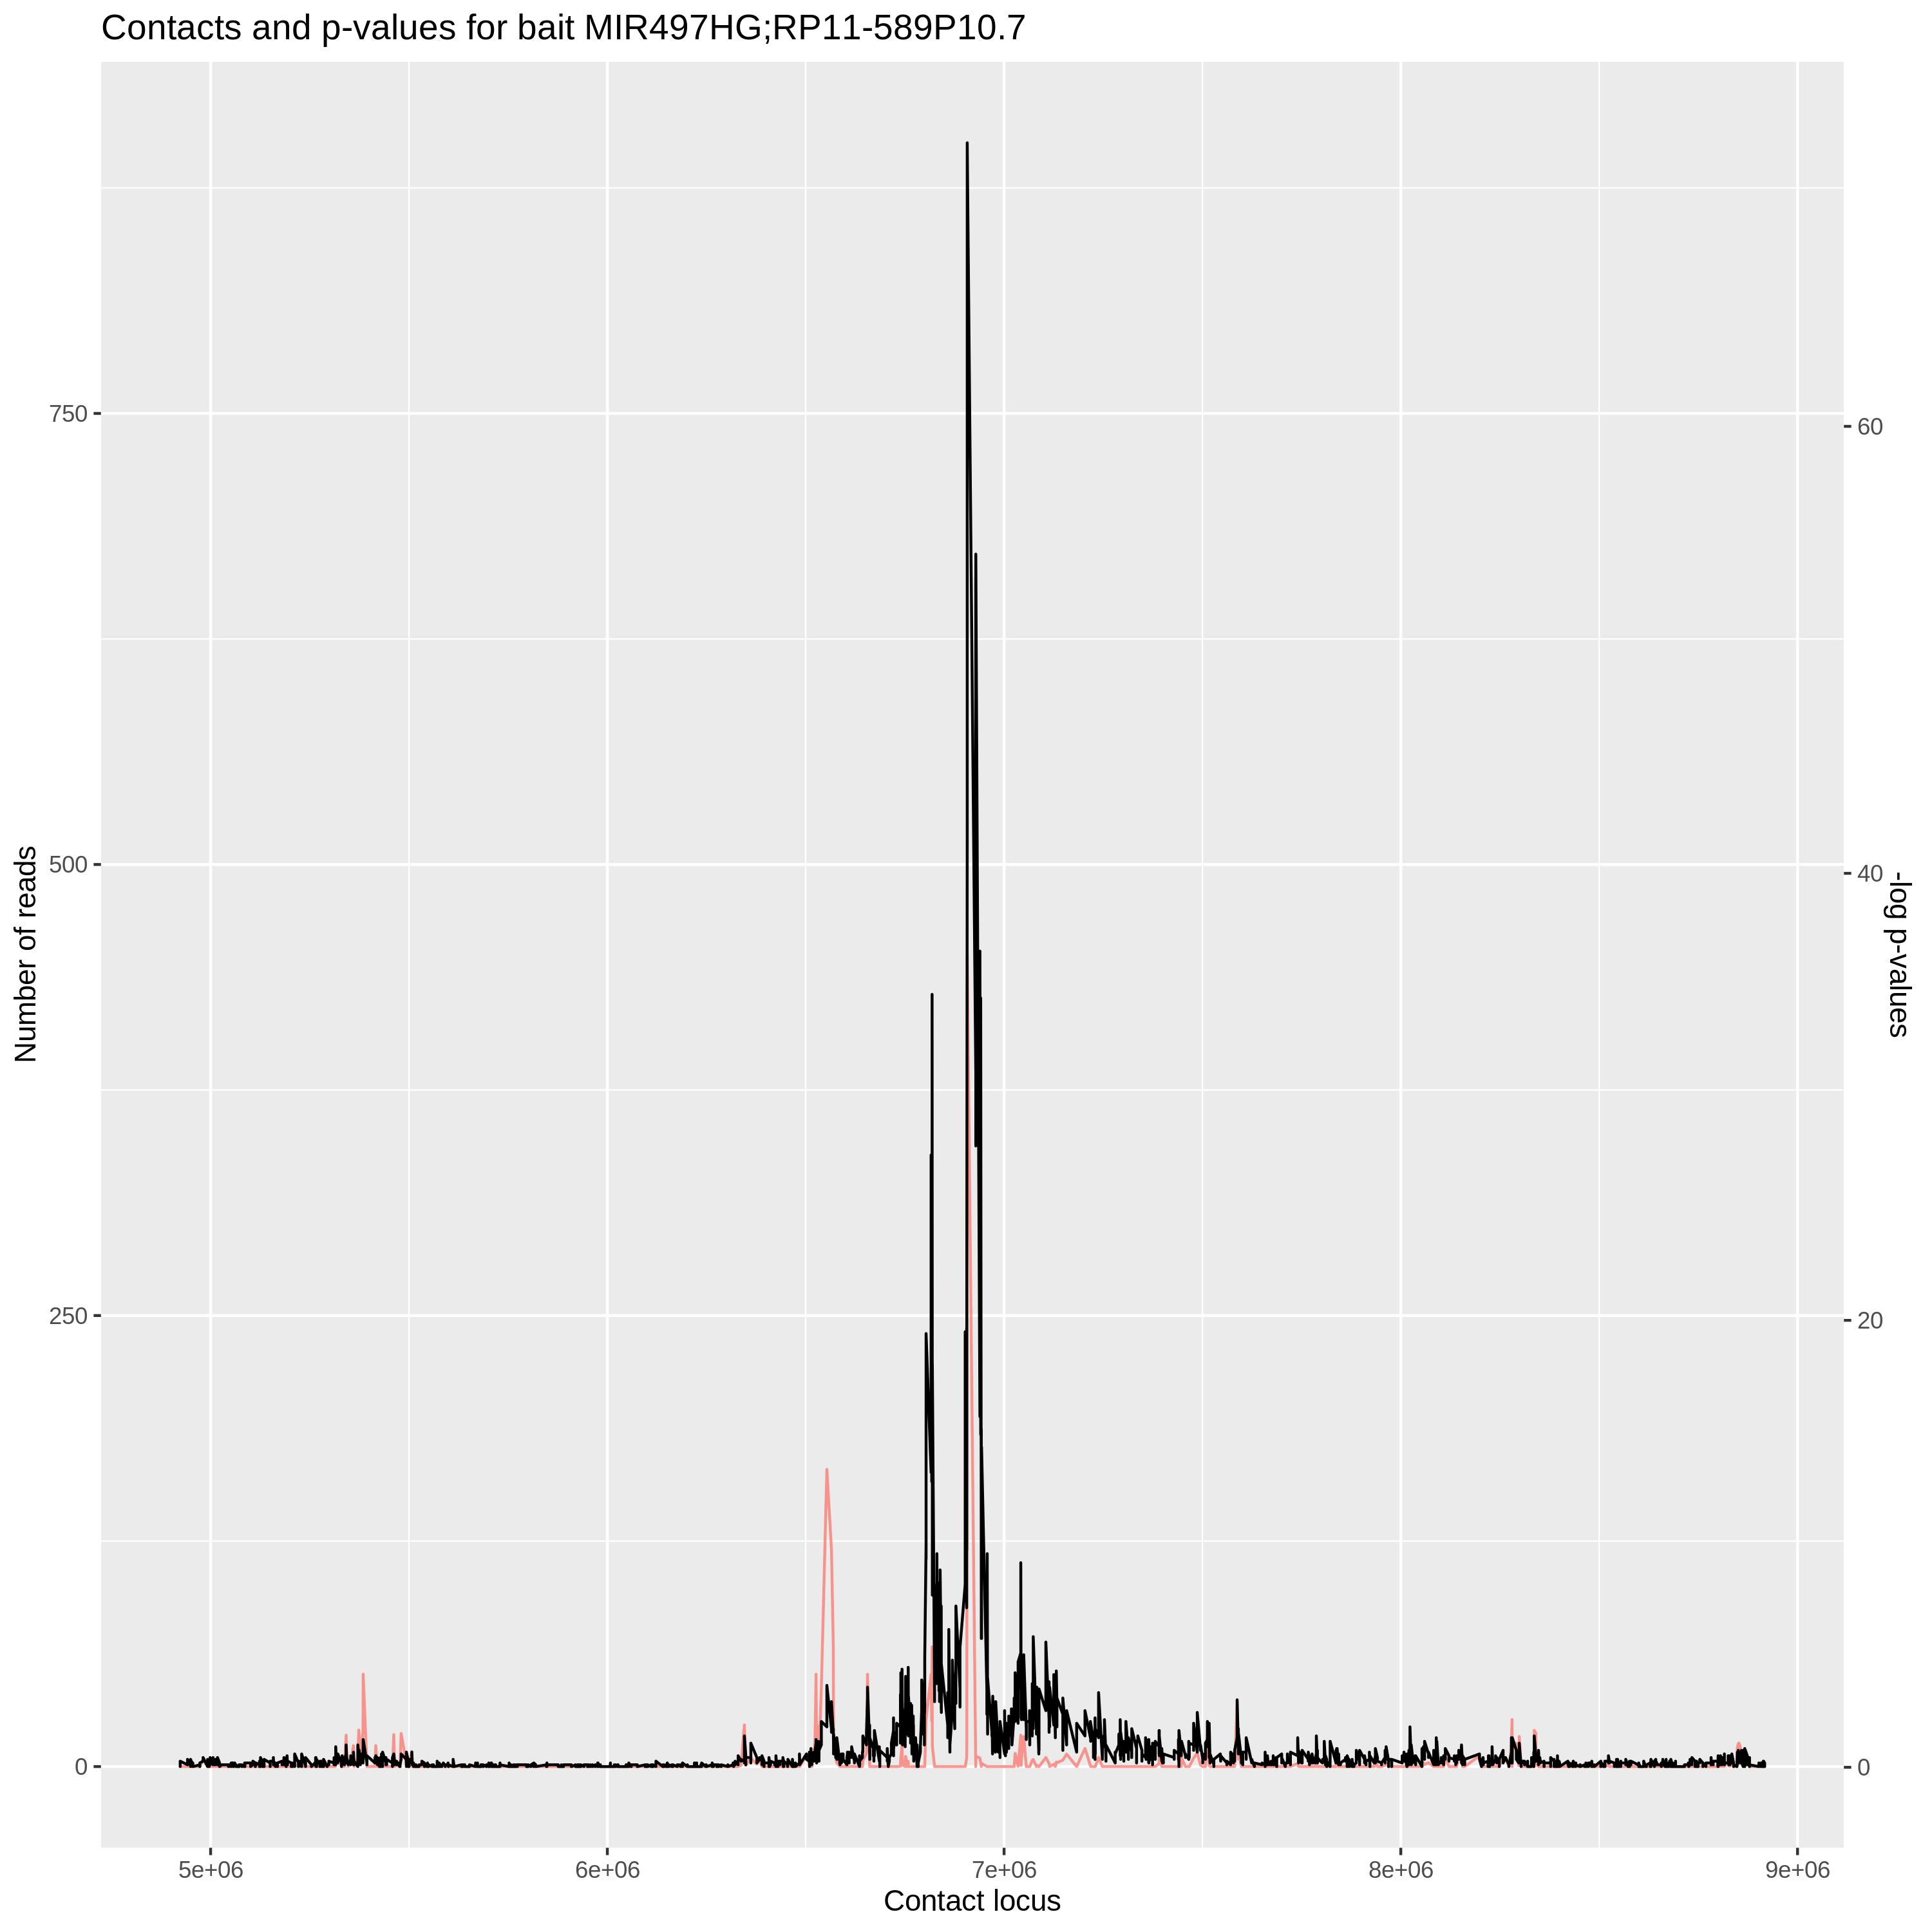 Contacts and p-values for bait MIR497HG;RP11-589P10.7
Number of reads
750
500
250
0
60
40
20
0
-log p-values
5e+06 6e+06 7e+06 8e+06 9e+06
Contact locus